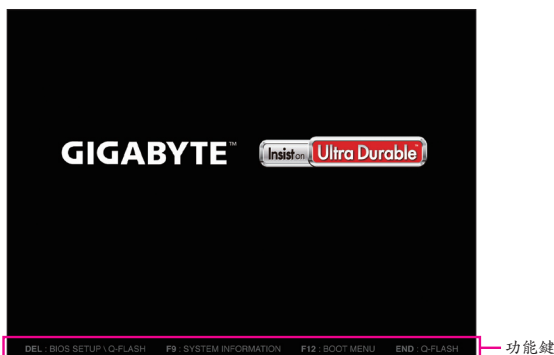 GIGABYTE™ Insist on Ultra Durable™
DEL : BIOS SETUP \ Q-FLASH F9 : SYSTEM INFORMATION F12 : BOOT MENU END : Q-FLASH
功能鍵